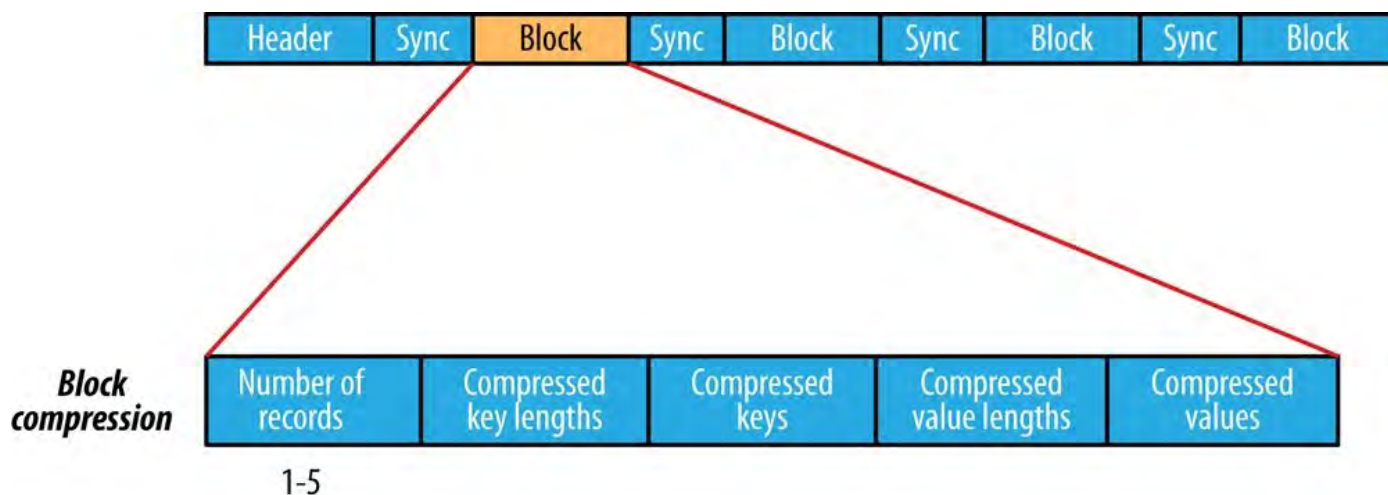 Header Sync Block Sync Block Sync Block Sync Block
Block compression
Number of records
Compressed key lengths
Compressed keys
Compressed value lengths
Compressed values
1-5